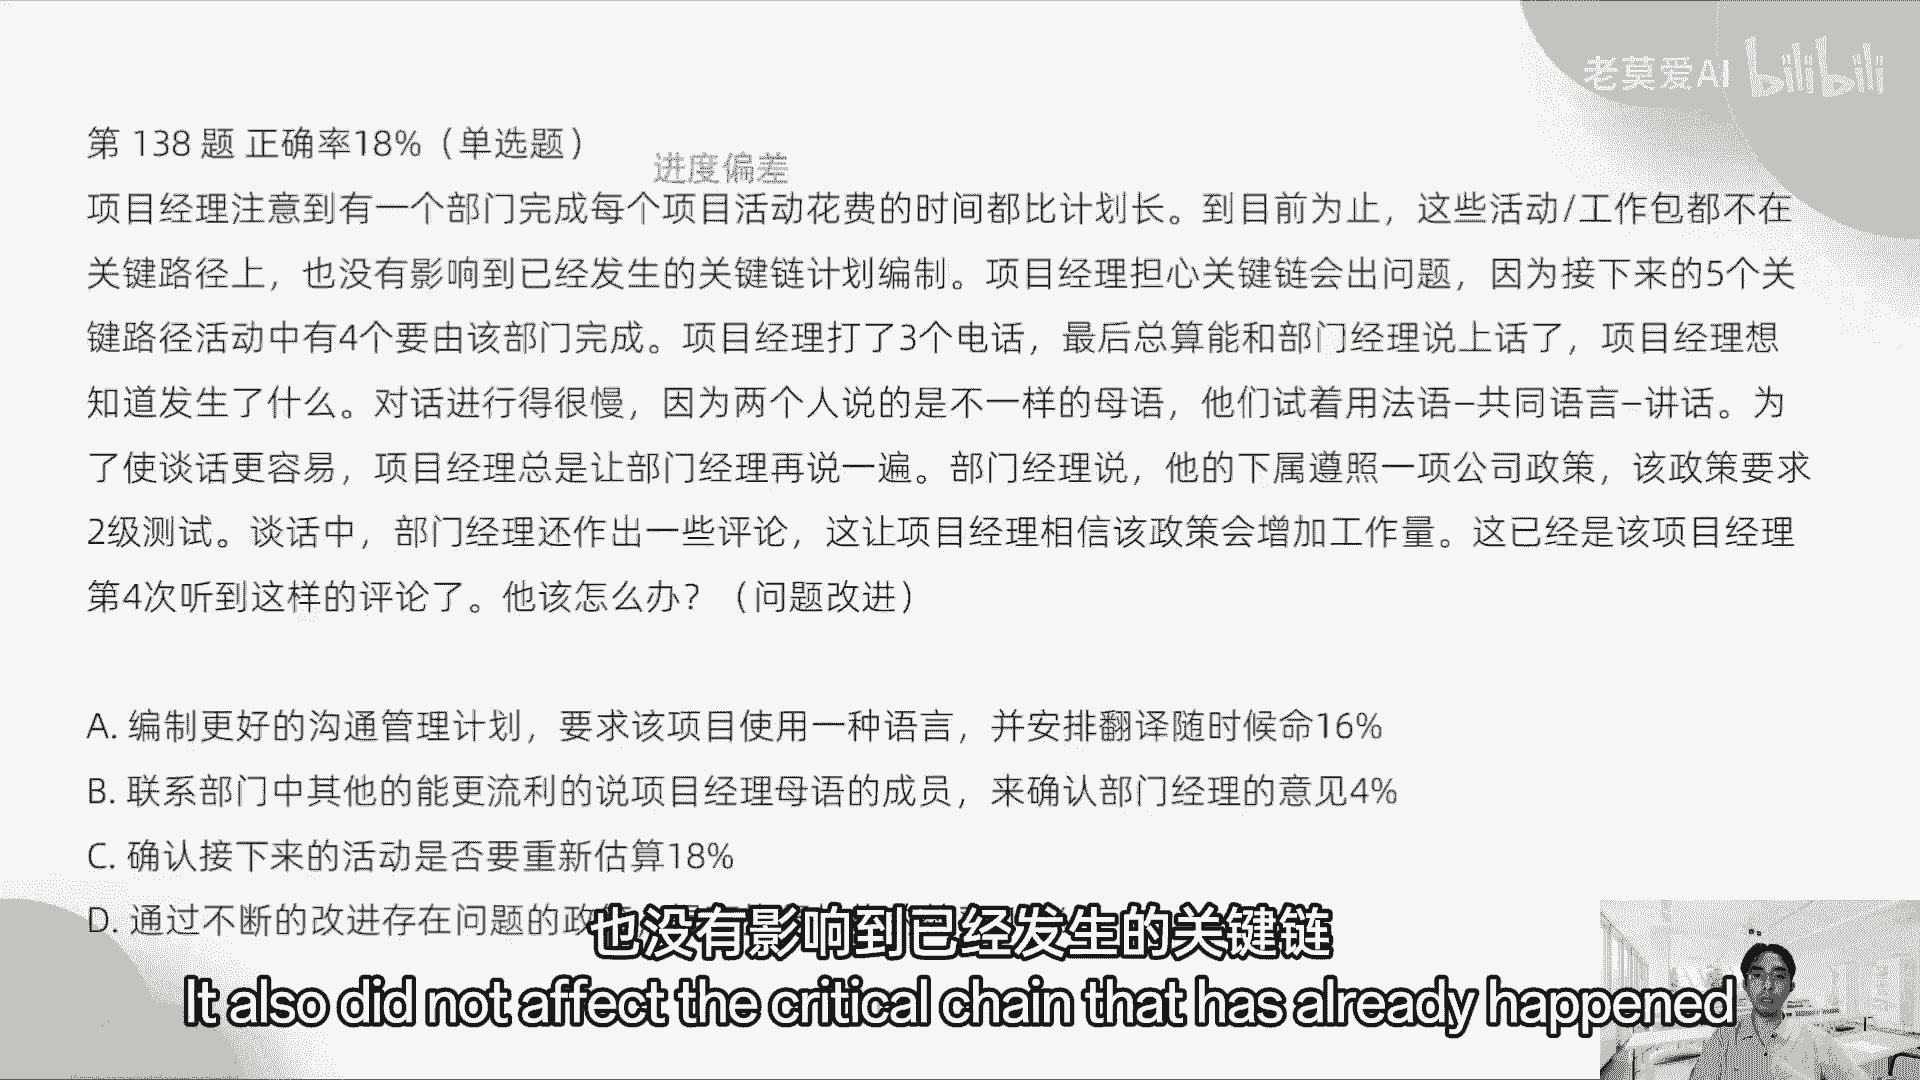 老莫爱AI bilibili
第 138 题 正确率18%（单选题）
进度偏差
项目经理注意到有一个部门完成每个项目活动花费的时间都比计划长。到目前为止，这些活动/工作包都不在
关键路径上，也没有影响到已经发生的关键链计划编制。项目经理担心关键链会出问题，因为接下来的5个关
键路径活动中有4个要由该部门完成。项目经理打了3个电话，最后总算能和部门经理说上话了，项目经理想
知道发生了什么。对话进行得很慢，因为两个人说的是不一样的母语，他们试着用法语–共同语言–讲话。为
了使谈话更容易，项目经理总是让部门经理再说一遍。部门经理说，他的下属遵照一项公司政策，该政策要求
2级测试。谈话中，部门经理还作出一些评论，这让项目经理相信该政策会增加工作量。这已经是该项目经理
第4次听到这样的评论了。他该怎么办？（问题改进）
A. 编制更好的沟通管理计划，要求该项目使用一种语言，并安排翻译随时候命16%
B. 联系部门中其他的能更流利的说项目经理母语的成员，来确认部门经理的意见4%
C. 确认接下来的活动是否要重新估算18%
D. 通过不断的改进存在问题的政
也没有影响到已经发生的关键链
It also did not affect the critical chain that has already happened